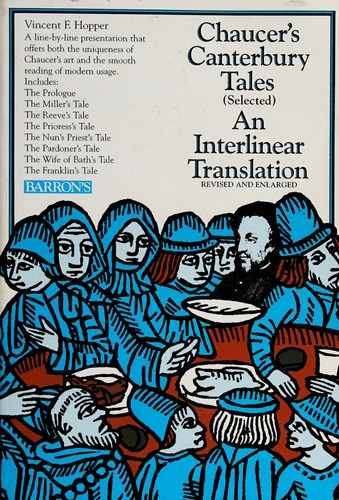 Vincent F. Hopper
A line-by-line presentation that
offers both the uniqueness of
Chaucer's art and the smooth
reading of modern usage.
Includes:
The Prologue
The Miller's Tale
The Reeve's Tale
The Prioress's Tale
The Nun's Priest's Tale
The Pardoner's Tale
The Wife of Bath's Tale
The Franklin's Tale
BARRON'S
Chaucer's
Canterbury
Tales
(Selected)
An
Interlinear
Translation
REVISED AND ENLARGED